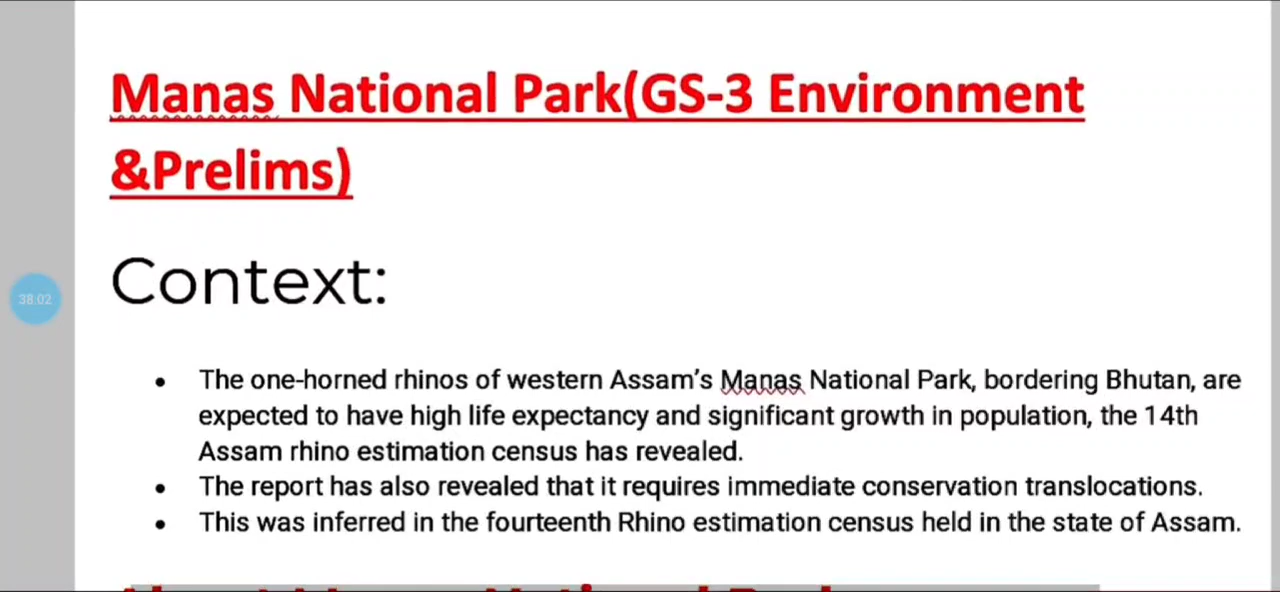 Manas National Park(GS-3 Environment
&Prelims)
Context:
38.02
• The one-horned rhinos of western Assam's Manas National Park, bordering Bhutan, are
expected to have high life expectancy and significant growth in population, the 14th
Assam rhino estimation census has revealed.
• The report has also revealed that it requires immediate conservation translocations.
• This was inferred in the fourteenth Rhino estimation census held in the state of Assam.